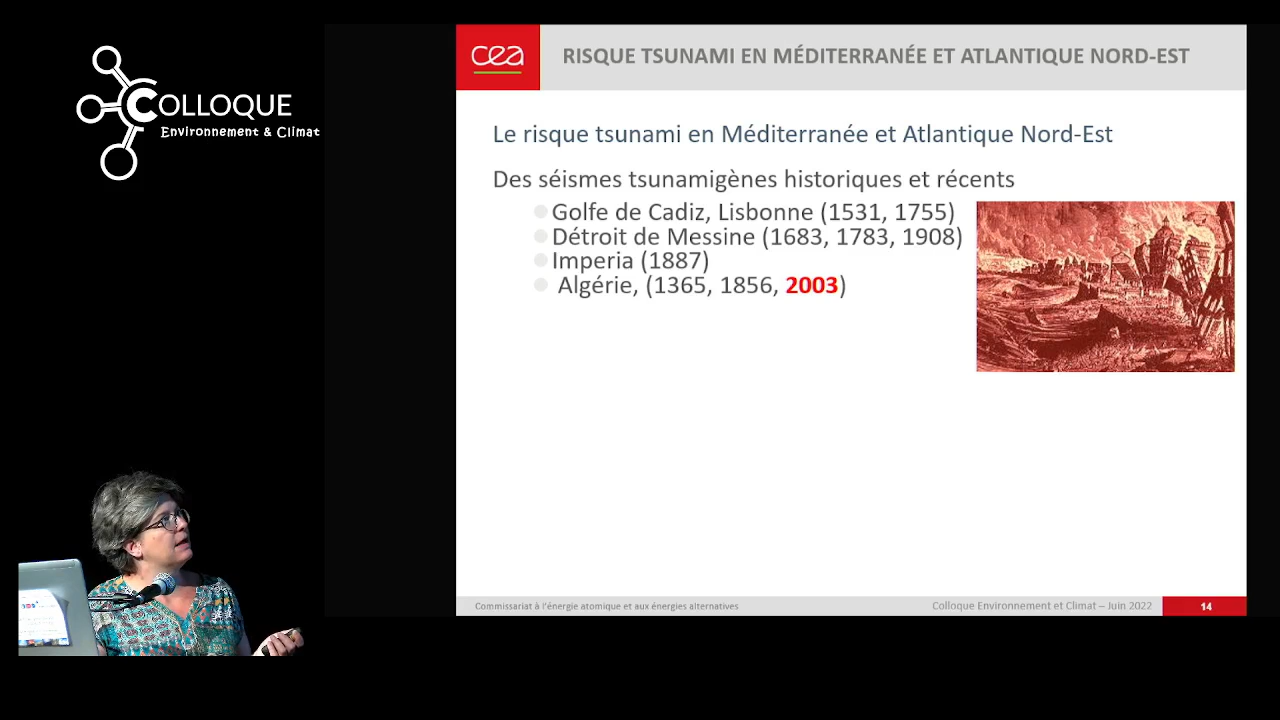 COLLOQUE
Environnement & Climat
cea
RISQUE TSUNAMI EN MÉDITERRANÉE ET ATLANTIQUE NORD-EST
Le risque tsunami en Méditerranée et Atlantique Nord-Est
Des séismes tsunamigènes historiques et récents
Golfe de Cadiz, Lisbonne (1531, 1755)
Détroit de Messine (1683, 1783, 1908)
Imperia (1887)
Algérie, (1365, 1856, 2003)
Commissariat à l'énergie atomique et aux énergies alternatives
Colloque Environnement et Climat – Juin 2022
14